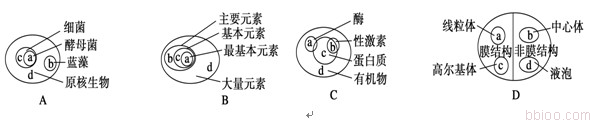 细菌
酵母菌
蓝藻
原核生物
c a b
d
A
主要元素
基本元素
最基本元素
大量元素
b c a
d
B
酶
性激素
蛋白质
有机物
a b
c
d
C
线粒体
中心体
a b
膜结构 非膜结构
c d
高尔基体
液泡
D
bbioo.com